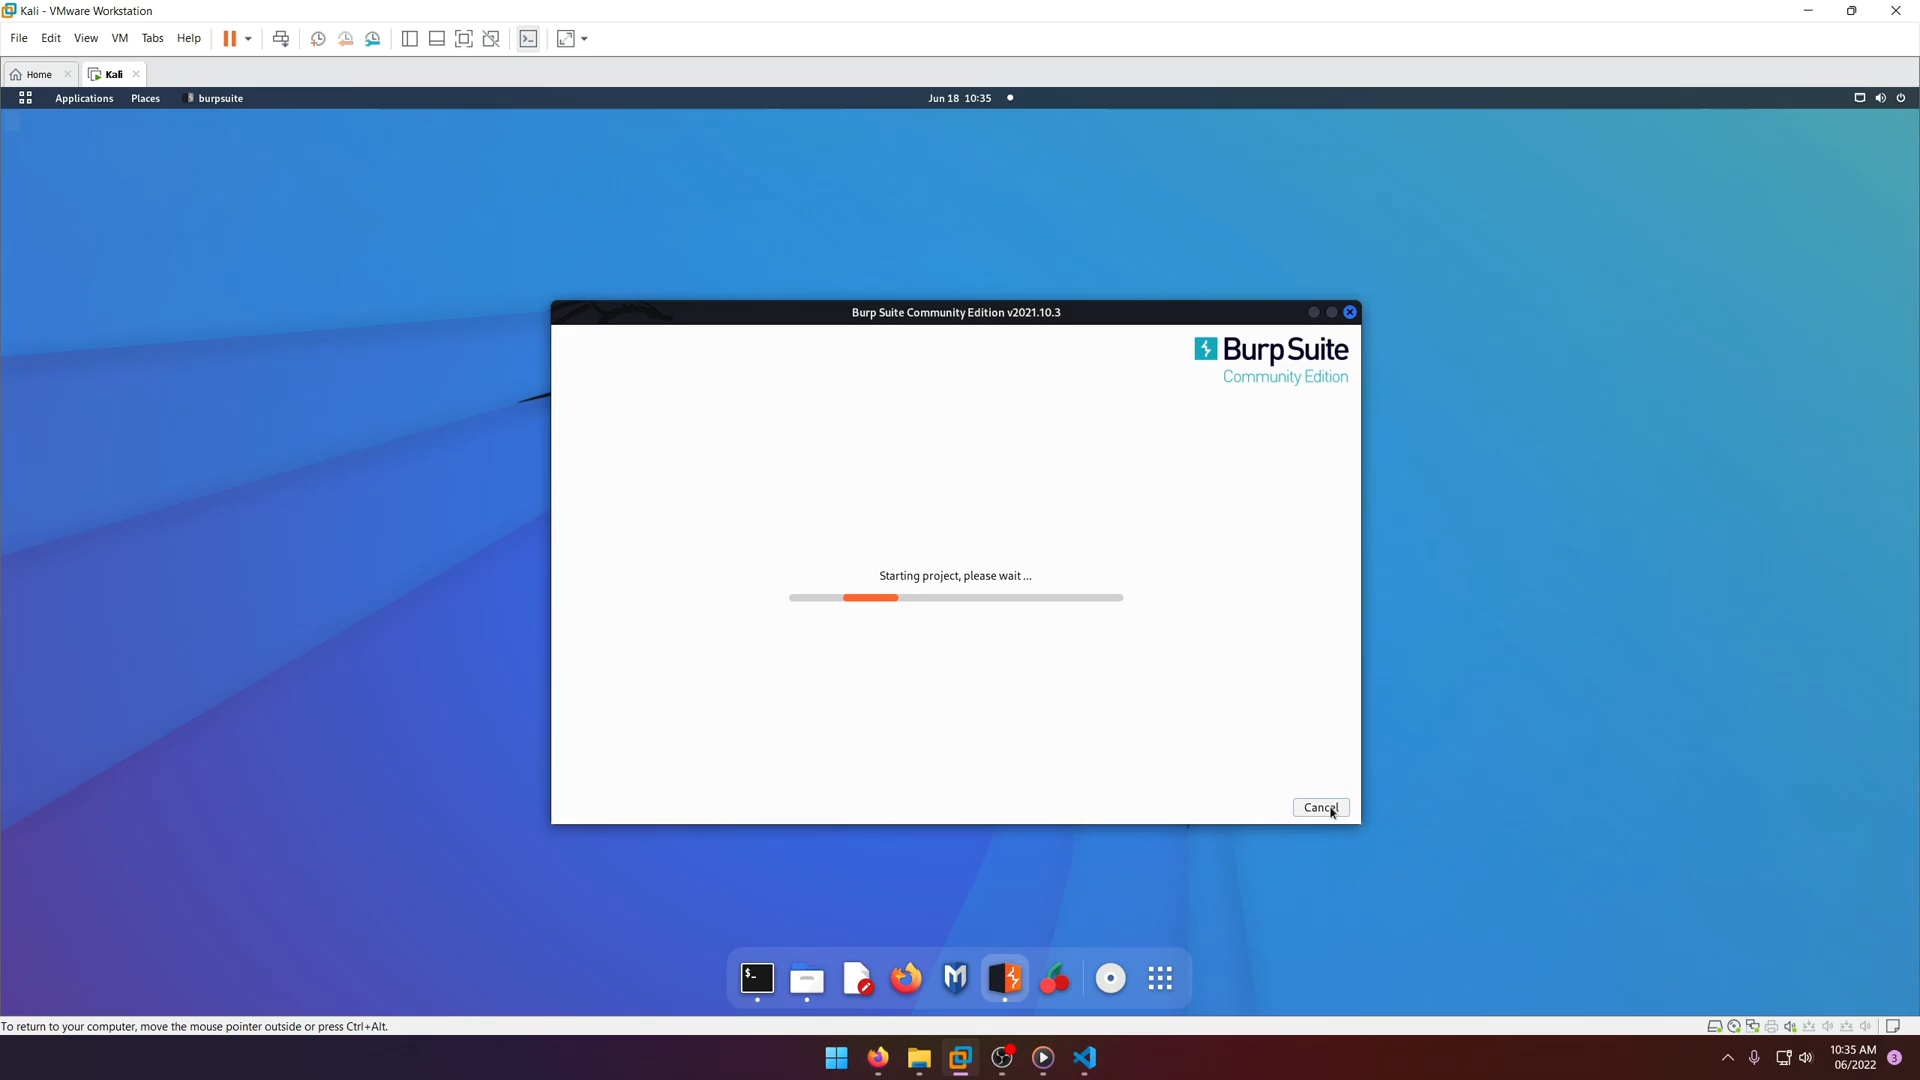 Kali - VMware Workstation
File Edit View VM Tabs Help
Home Kali
Applications Places burpsuite Jun 18 10:35
Burp Suite Community Edition v2021.10.3
Burp Suite
Community Edition
Starting project, please wait ...
Cancel
$_
To return to your computer, move the mouse pointer outside or press Ctrl+Alt.
10:35 AM
06/2022
3